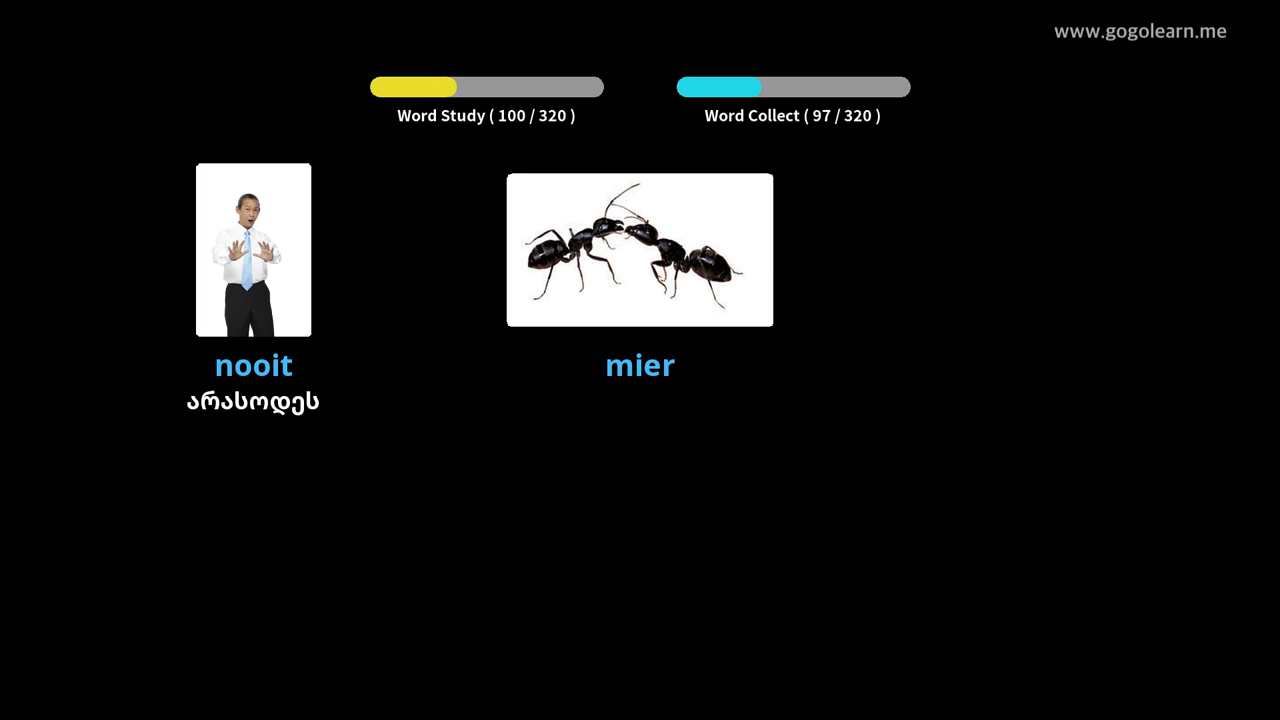 www.gogolearn.me
Word Study ( 100 / 320 )
Word Collect ( 97 / 320 )
nooit
mier
არასოდეს